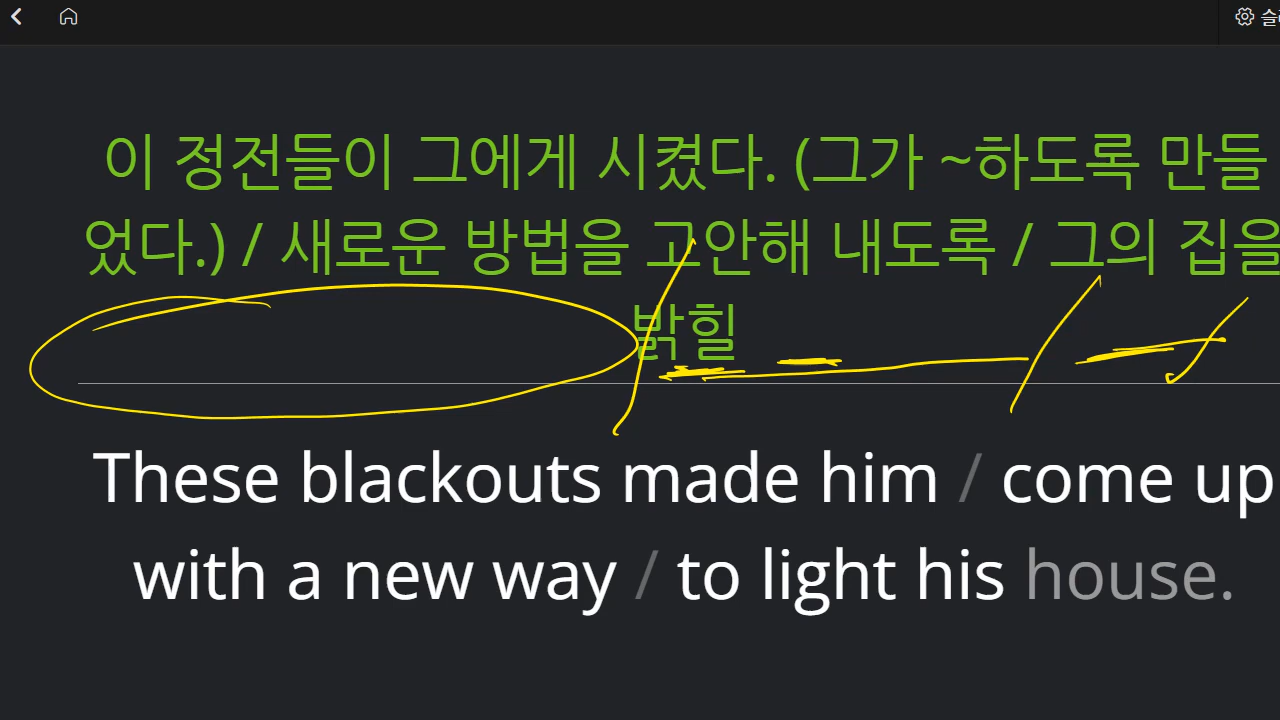 이 정전들이 그에게 시켰다. (그가 ~하도록 만들
었다.) / 새로운 방법을 고안해 내도록 / 그의 집을
밝힐
These blackouts made him / come up
with a new way / to light his house.